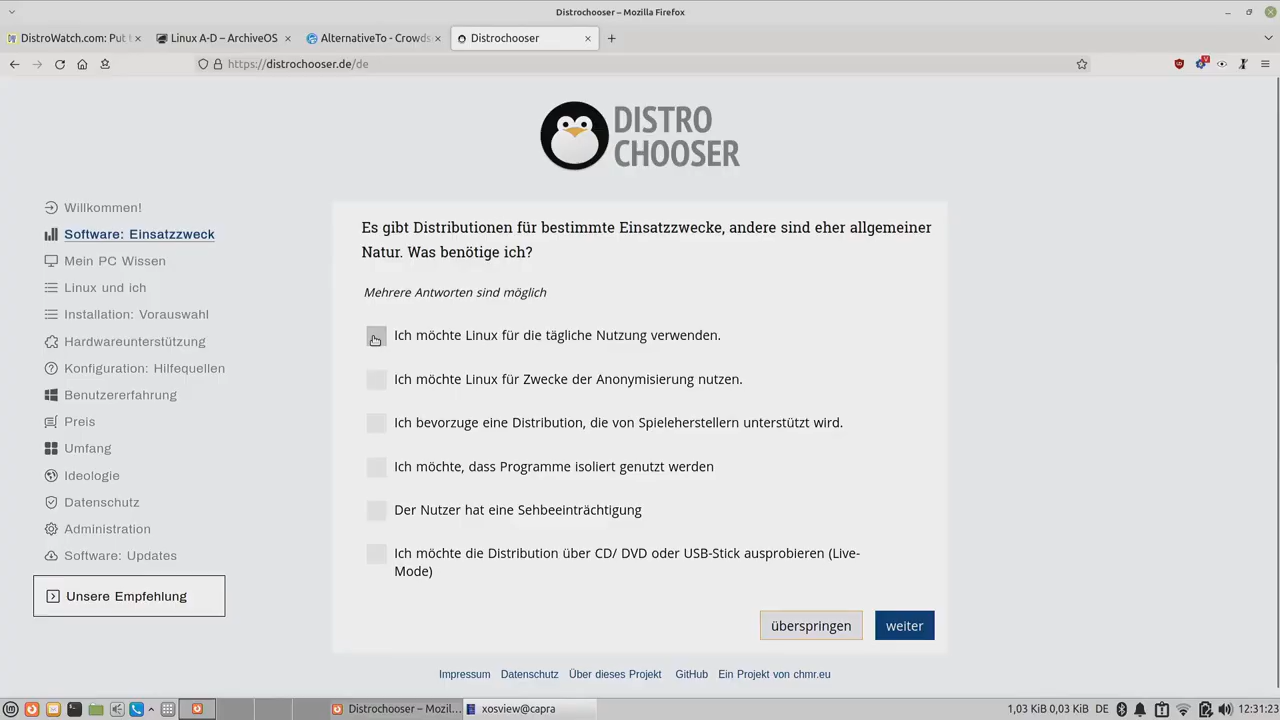 Distrochooser – Mozilla Firefox
DistroWatch.com: Put
Linux A-D – ArchiveOS
AlternativeTo - Crowds
Distrochooser
https://distrochooser.de/de
DISTRO
CHOOSER
Willkommen!
Software: Einsatzzweck
Mein PC Wissen
Linux und ich
Installation: Vorauswahl
Hardwareunterstützung
Konfiguration: Hilfequellen
Benutzererfahrung
Preis
Umfang
Ideologie
Datenschutz
Administration
Software: Updates
Unsere Empfehlung
Es gibt Distributionen für bestimmte Einsatzzwecke, andere sind eher allgemeiner
Natur. Was benötige ich?
Mehrere Antworten sind möglich
Ich möchte Linux für die tägliche Nutzung verwenden.
Ich möchte Linux für Zwecke der Anonymisierung nutzen.
Ich bevorzuge eine Distribution, die von Spieleherstellern unterstützt wird.
Ich möchte, dass Programme isoliert genutzt werden
Der Nutzer hat eine Sehbeeinträchtigung
Ich möchte die Distribution über CD/ DVD oder USB-Stick ausprobieren (Live-
Mode)
überspringen
weiter
Impressum Datenschutz Über dieses Projekt GitHub Ein Projekt von chmr.eu
Distrochooser – Mozil...
xosview@capra
1,03 KiB 0,03 KiB DE 12:31:23